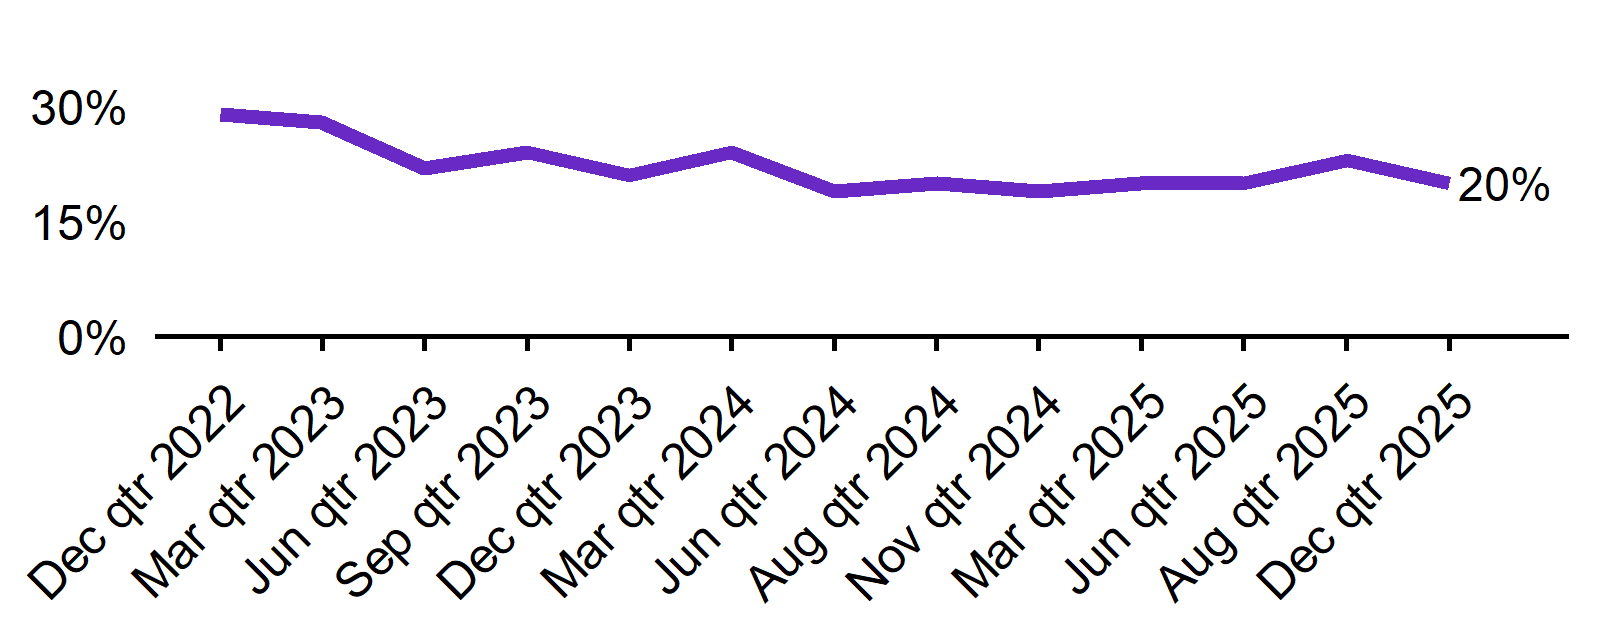 30%
15%
0%
20%
Dec qtr 2022
Mar qtr 2023
Jun qtr 2023
Sep qtr 2023
Dec qtr 2023
Mar qtr 2024
Jun qtr 2024
Aug qtr 2024
Nov qtr 2024
Mar qtr 2025
Jun qtr 2025
Aug qtr 2025
Dec qtr 2025